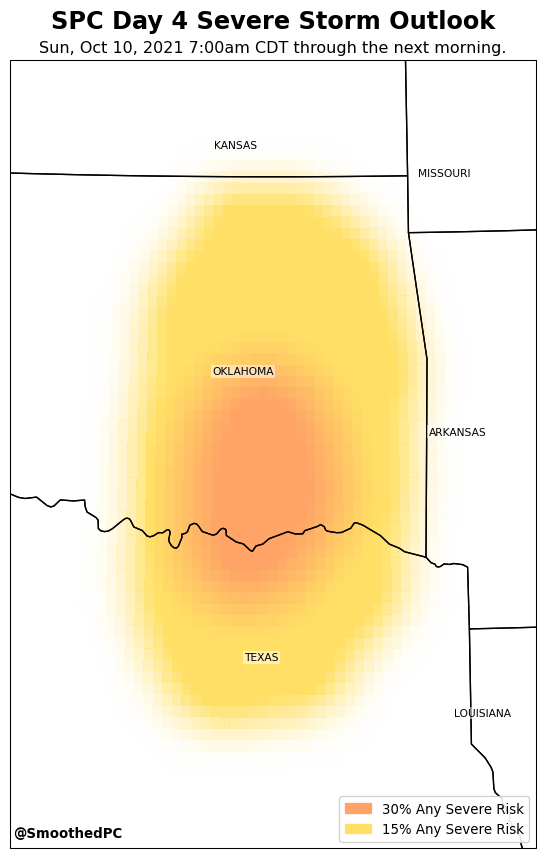 SPC Day 4 Severe Storm Outlook
Sun, Oct 10, 2021 7:00am CDT through the next morning.
KANSAS
MISSOURI
OKLAHOMA
ARKANSAS
TEXAS
LOUISIANA
30% Any Severe Risk
15% Any Severe Risk
@SmoothedPC